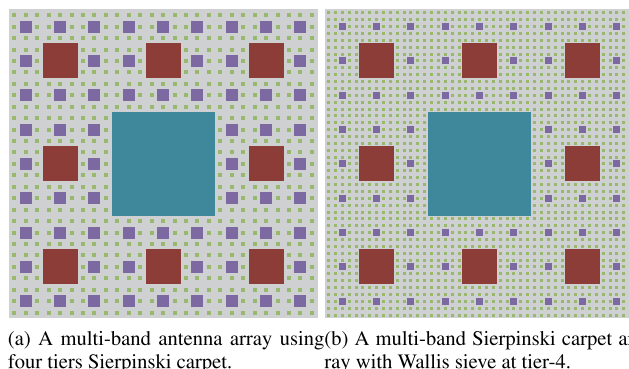 (a) A multi-band antenna array using
four tiers Sierpinski carpet.
(b) A multi-band Sierpinski carpet ar-
ray with Wallis sieve at tier-4.